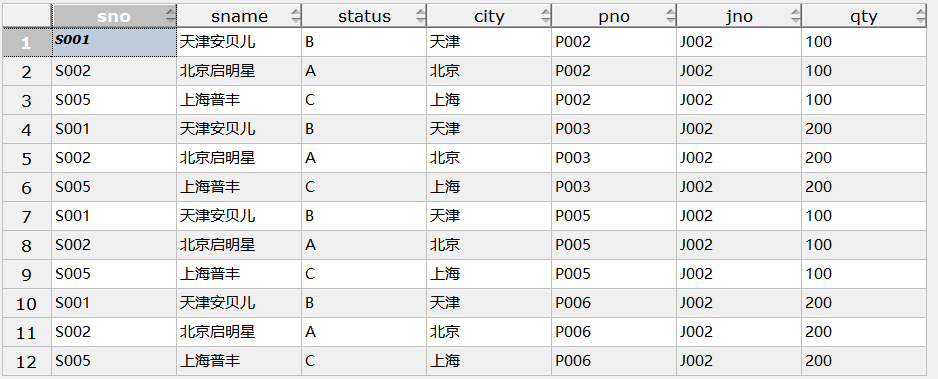 sno sname status city pno jno qty
1 S001 天津安贝儿 B 天津 P002 J002 100
2 S002 北京启明星 A 北京 P002 J002 100
3 S005 上海普丰 C 上海 P002 J002 100
4 S001 天津安贝儿 B 天津 P003 J002 200
5 S002 北京启明星 A 北京 P003 J002 200
6 S005 上海普丰 C 上海 P003 J002 200
7 S001 天津安贝儿 B 天津 P005 J002 100
8 S002 北京启明星 A 北京 P005 J002 100
9 S005 上海普丰 C 上海 P005 J002 100
10 S001 天津安贝儿 B 天津 P006 J002 200
11 S002 北京启明星 A 北京 P006 J002 200
12 S005 上海普丰 C 上海 P006 J002 200